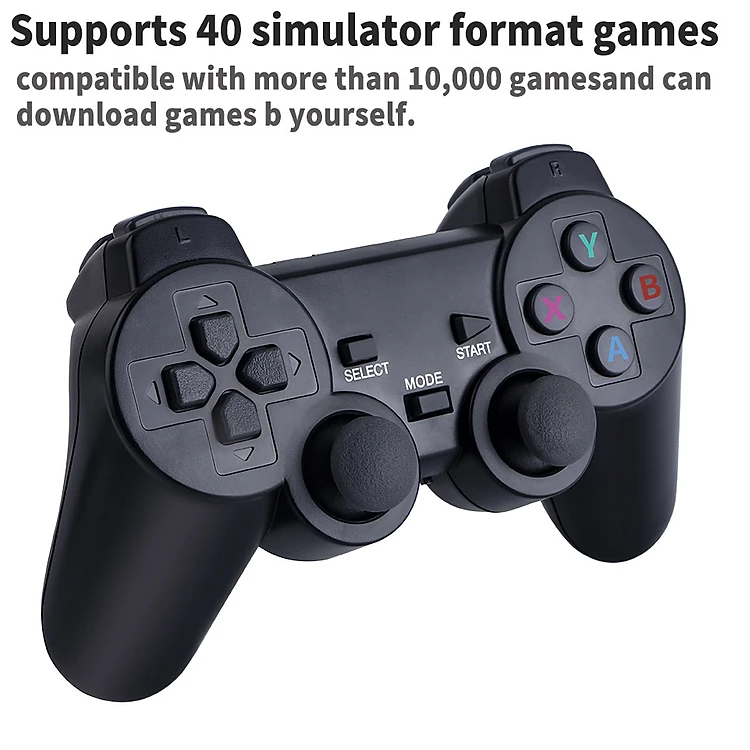 Supports 40 simulator format games
compatible with more than 10,000 gamesand can
download games b yourself.
L
R
Y
X
B
A
SELECT
START
MODE